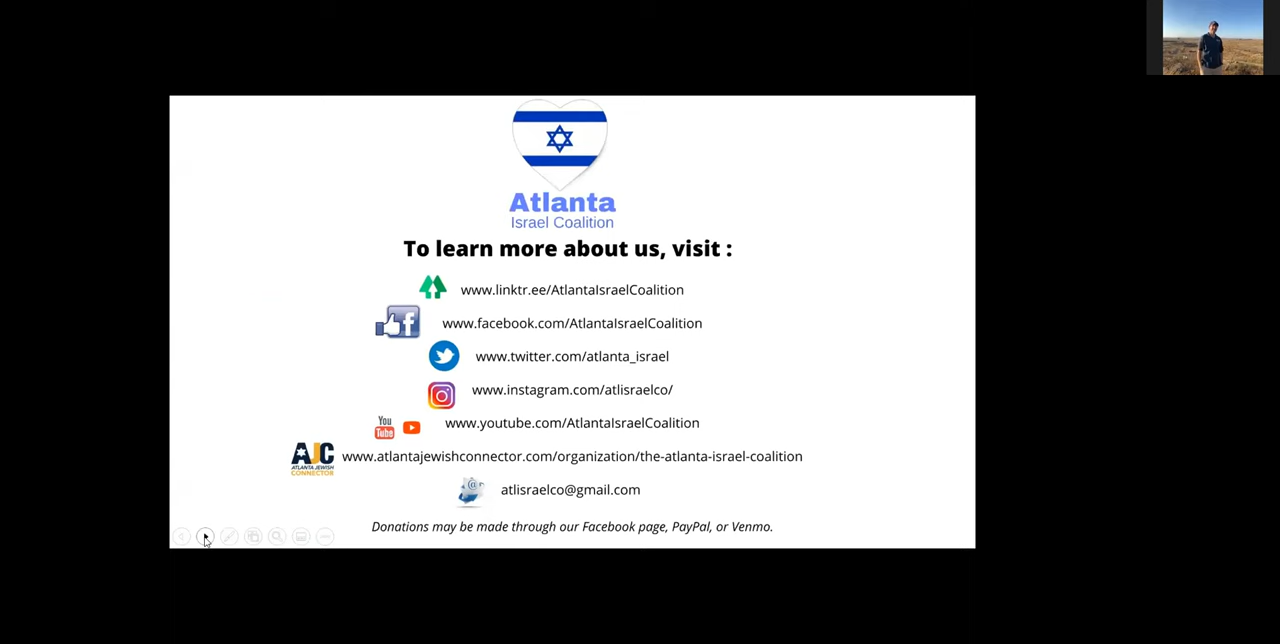 Atlanta
Israel Coalition
To learn more about us, visit :
www.linktr.ee/AtlantaIsraelCoalition
www.facebook.com/AtlantaIsraelCoalition
www.twitter.com/atlanta_israel
www.instagram.com/atlisraelco/
You
Tube
www.youtube.com/AtlantaIsraelCoalition
AJC
ATLANTA JEWISH
CONNECTOR
www.atlantajewishconnector.com/organization/the-atlanta-israel-coalition
atlisraelco@gmail.com
Donations may be made through our Facebook page, PayPal, or Venmo.